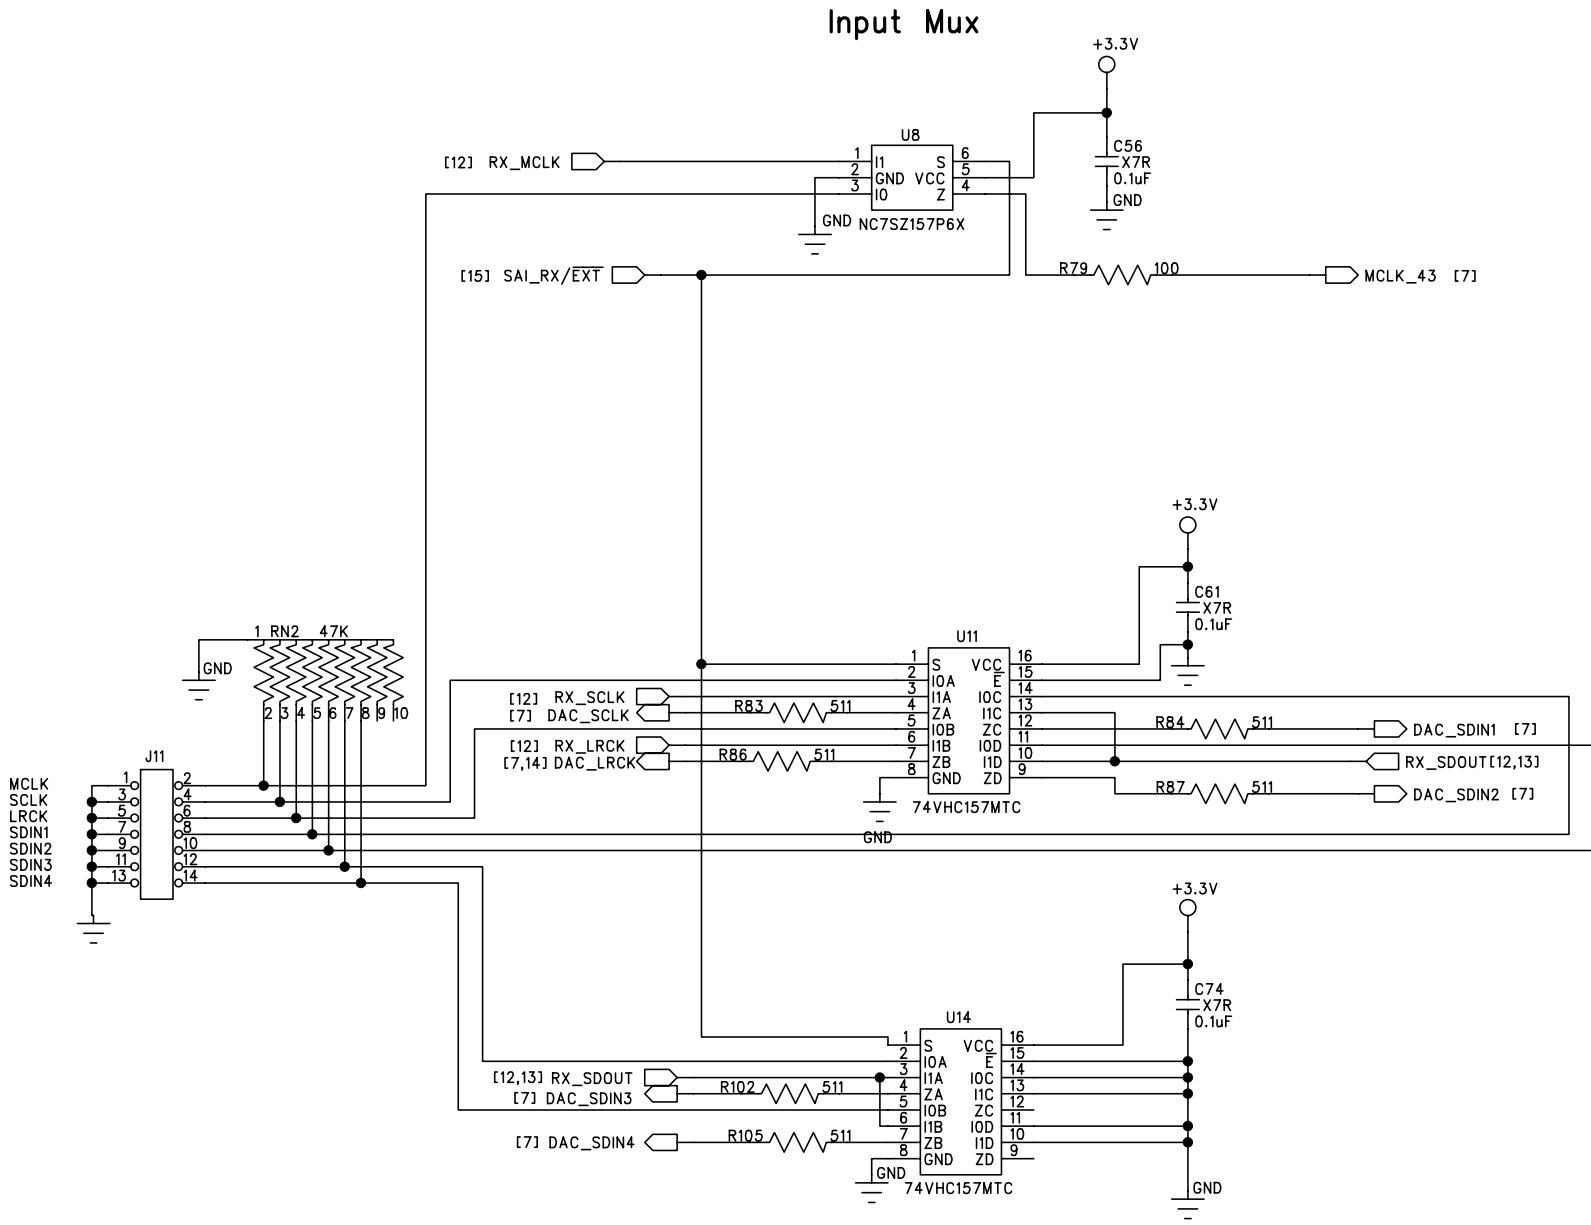 Input Mux
+3.3V
U8
[12] RX_MCLK
1 I1 S 6
2 GND VCC 5
3 I0 Z 4
C56
X7R
0.1uF
GND
GND
NC7SZ157P6X
[15] SAI_RX/EXT
R79 100
MCLK_43 [7]
+3.3V
C61
X7R
0.1uF
1 RN2 47K
GND
2 3 4 5 6 7 8 9 10
U11
1 S VCC 16
2 I0A E 15
3 I1A I0C 14
4 ZA I1C 13
5 I0B ZC 12
6 I1B I0D 11
7 ZB I1D 10
8 GND ZD 9
74VHC157MTC
GND
[12] RX_SCLK
[7] DAC_SCLK
R83 511
[12] RX_LRCK
[7,14] DAC_LRCK
R86 511
R84 511
DAC_SDIN1 [7]
RX_SDOUT[12,13]
R87 511
DAC_SDIN2 [7]
J11
MCLK 1 2
SCLK 3 4
LRCK 5 6
SDIN1 7 8
SDIN2 9 10
SDIN3 11 12
SDIN4 13 14
+3.3V
C74
X7R
0.1uF
U14
1 S VCC 16
2 I0A E 15
3 I1A I0C 14
4 ZA I1C 13
5 I0B ZC 12
6 I1B I0D 11
7 ZB I1D 10
8 GND ZD 9
[12,13] RX_SDOUT
[7] DAC_SDIN3
R102 511
[7] DAC_SDIN4
R105 511
GND
74VHC157MTC
GND